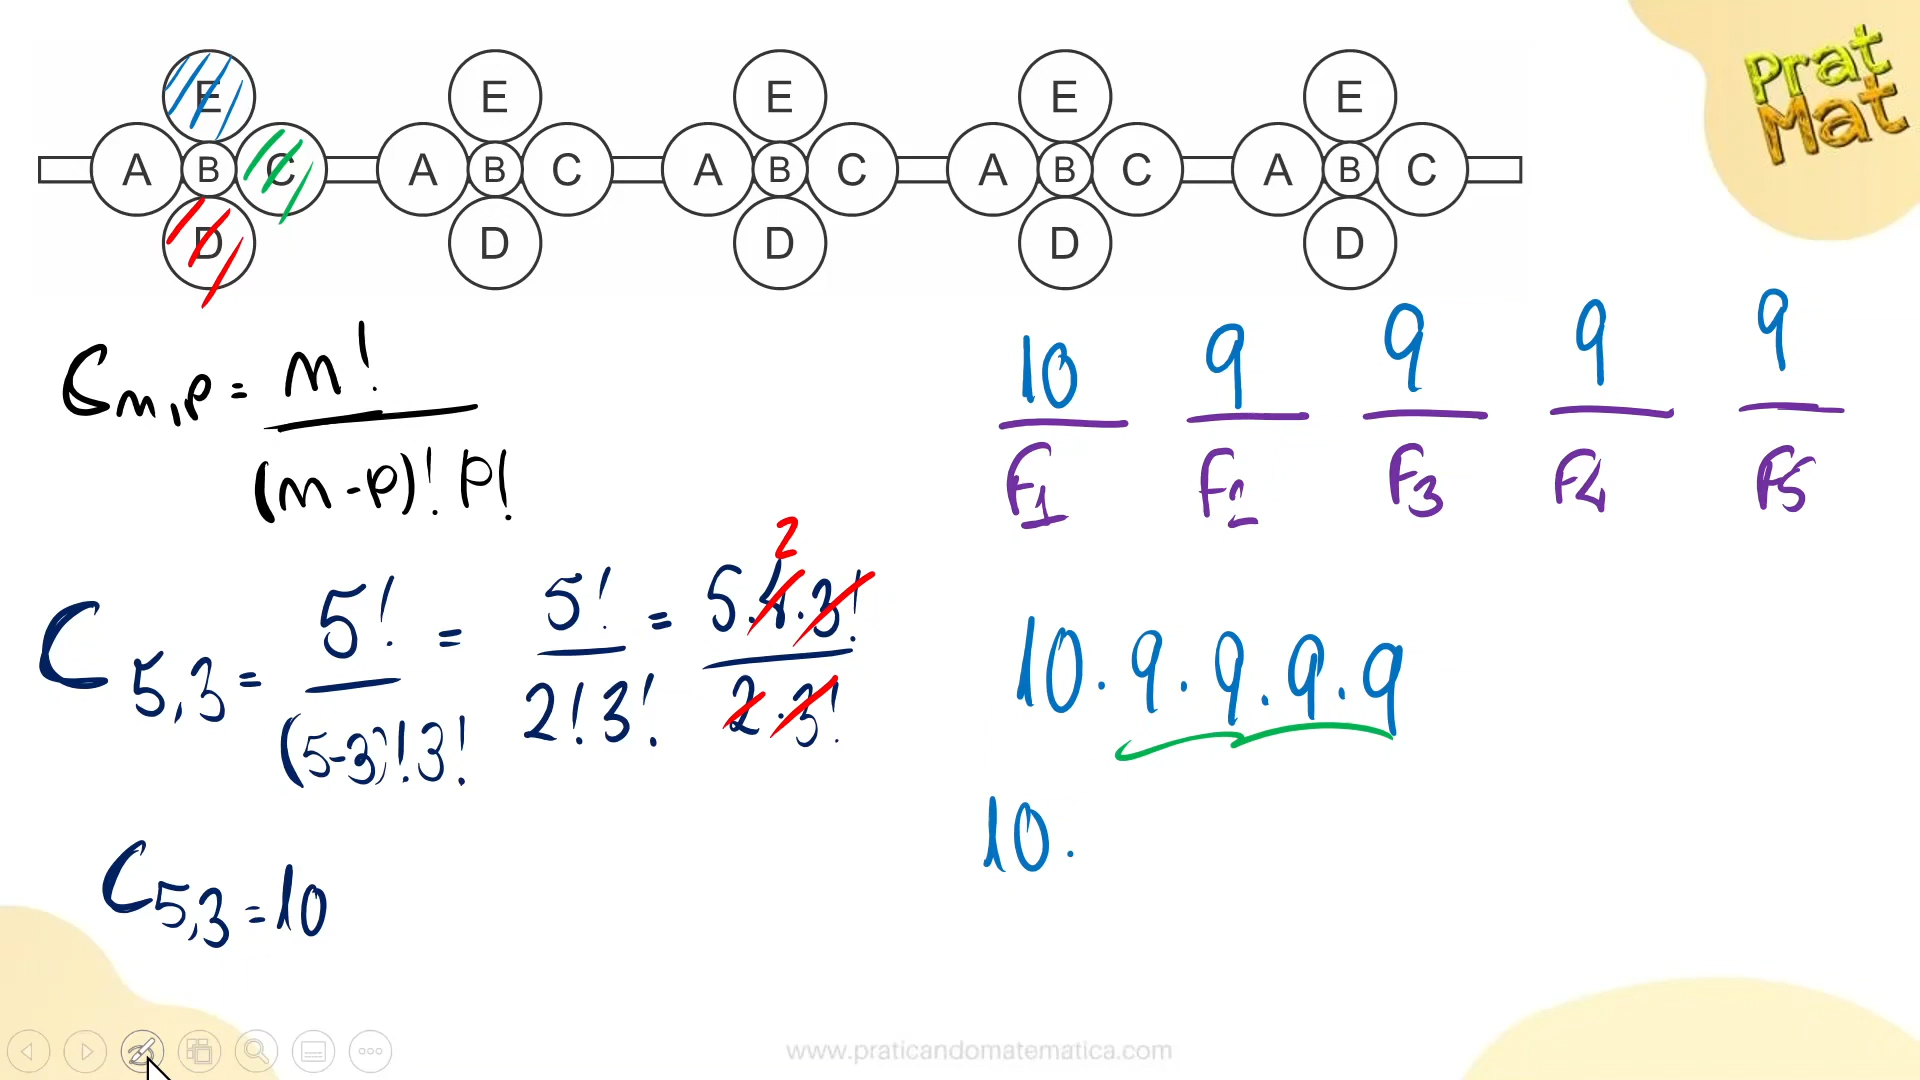 E E E E E
A B C A B C A B C A B C A B C
D D D D D
Prat
Mat
Cm,p = m!
(m-p)! p!
10 9 9 9 9
F1 F2 F3 F4 F5
C5,3 = 5! = 5! = 5.4.3!
2
(5-3)!3! 2!3! 2.3!
10.9.9.9.9
10.
C5,3=10
www.praticandomatematica.com